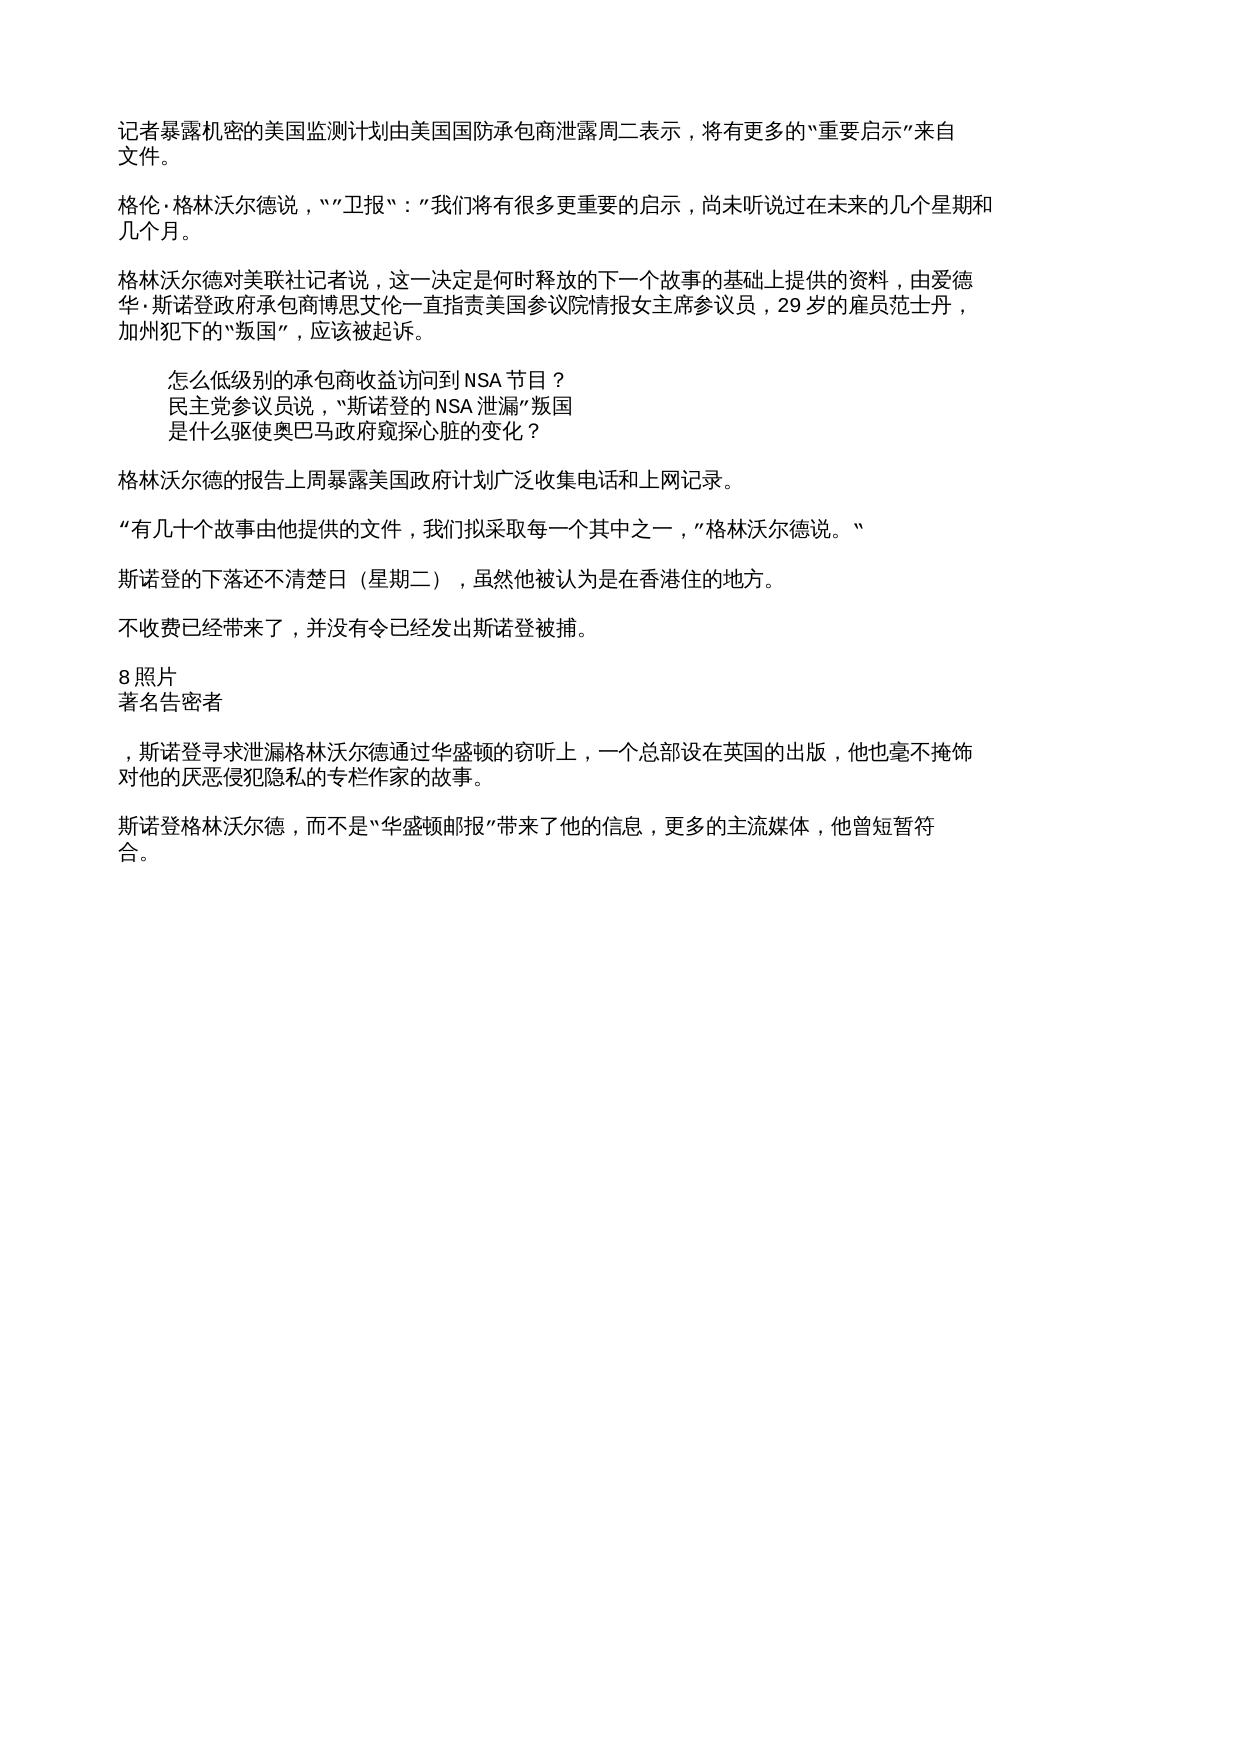 记者暴露机密的美国监测计划由美国国防承包商泄露周二表示，将有更多的“重要启示”来自
文件。
格伦·格林沃尔德说，“”卫报“：”我们将有很多更重要的启示，尚未听说过在未来的几个星期和
几个月。
格林沃尔德对美联社记者说，这一决定是何时释放的下一个故事的基础上提供的资料，由爱德
华·斯诺登政府承包商博思艾伦一直指责美国参议院情报女主席参议员，29 岁的雇员范士丹，
加州犯下的“叛国”，应该被起诉。
怎么低级别的承包商收益访问到 NSA 节目？
民主党参议员说，“斯诺登的 NSA 泄漏”叛国
是什么驱使奥巴马政府窥探心脏的变化？
格林沃尔德的报告上周暴露美国政府计划广泛收集电话和上网记录。
“有几十个故事由他提供的文件，我们拟采取每一个其中之一，”格林沃尔德说。“
斯诺登的下落还不清楚日（星期二），虽然他被认为是在香港住的地方。
不收费已经带来了，并没有令已经发出斯诺登被捕。
8 照片
著名告密者
，斯诺登寻求泄漏格林沃尔德通过华盛顿的窃听上，一个总部设在英国的出版，他也毫不掩饰
对他的厌恶侵犯隐私的专栏作家的故事。
斯诺登格林沃尔德，而不是“华盛顿邮报”带来了他的信息，更多的主流媒体，他曾短暂符
合。